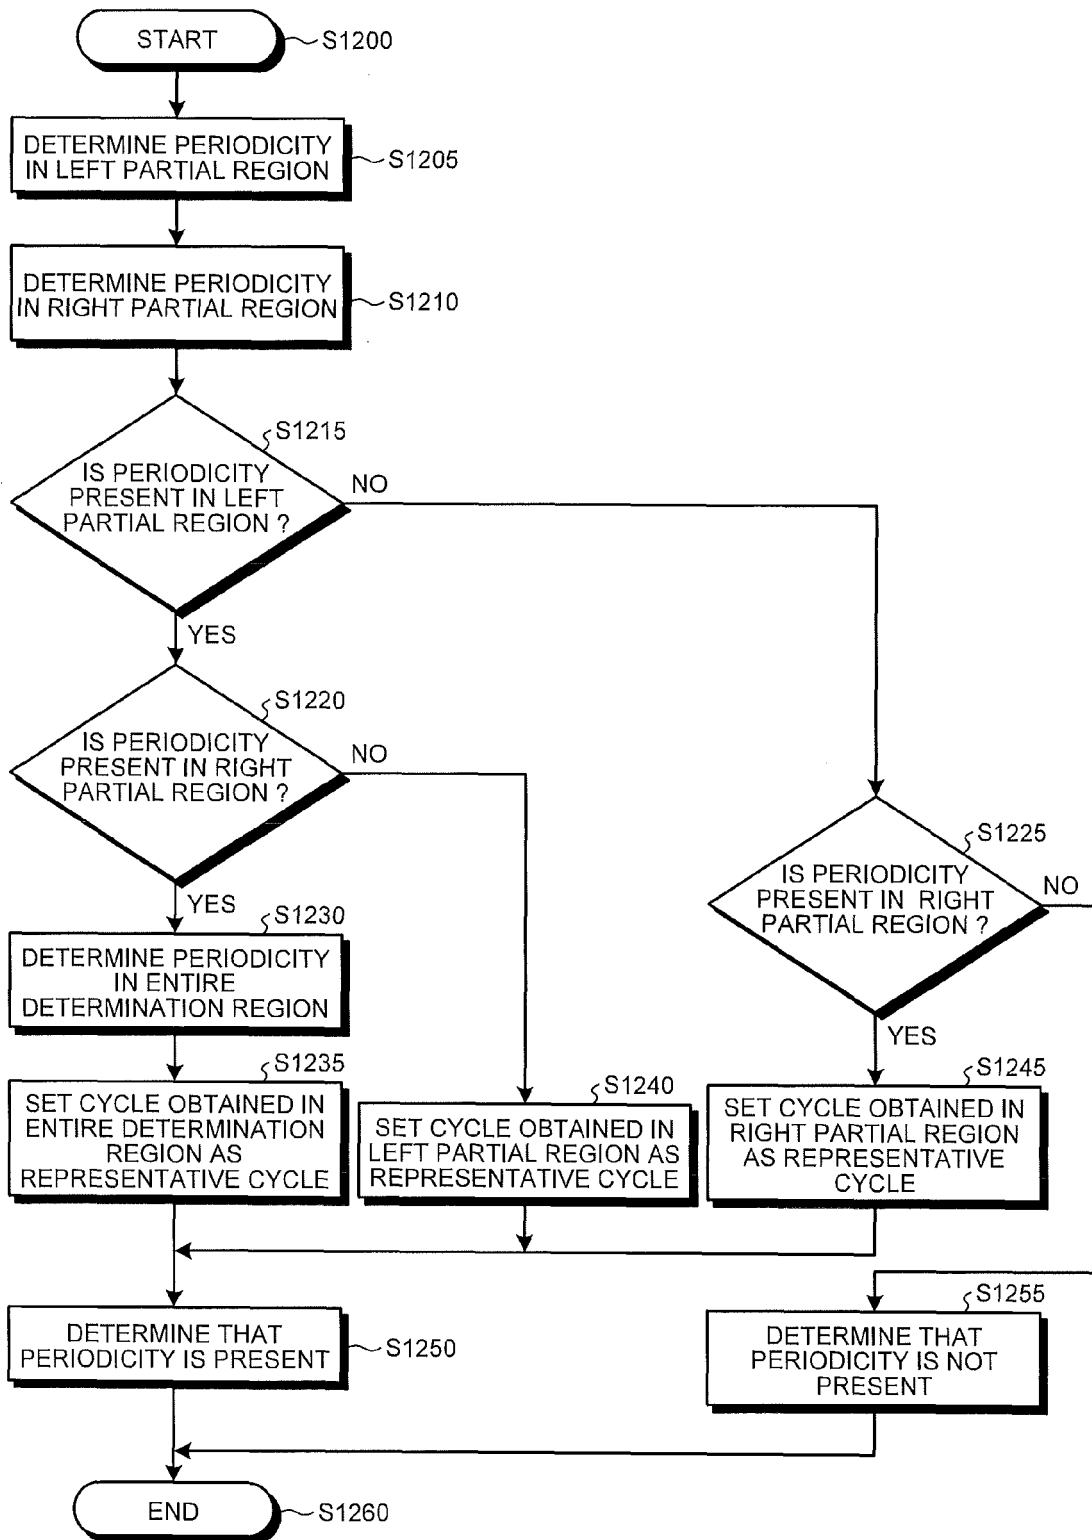 START
S1200
DETERMINE PERIODICITY
IN LEFT PARTIAL REGION
S1205
DETERMINE PERIODICITY
IN RIGHT PARTIAL REGION
S1210
S1215
IS PERIODICITY
PRESENT IN LEFT
PARTIAL REGION ?
NO
YES
S1220
IS PERIODICITY
PRESENT IN RIGHT
PARTIAL REGION ?
NO
YES
S1225
IS PERIODICITY
PRESENT IN RIGHT
PARTIAL REGION ?
NO
YES
S1230
DETERMINE PERIODICITY
IN ENTIRE
DETERMINATION REGION
S1235
SET CYCLE OBTAINED IN
ENTIRE DETERMINATION
REGION AS
REPRESENTATIVE CYCLE
S1240
SET CYCLE OBTAINED IN
LEFT PARTIAL REGION AS
REPRESENTATIVE CYCLE
S1245
SET CYCLE OBTAINED IN
RIGHT PARTIAL REGION
AS REPRESENTATIVE
CYCLE
DETERMINE THAT
PERIODICITY IS PRESENT
S1250
S1255
DETERMINE THAT
PERIODICITY IS NOT
PRESENT
END
S1260